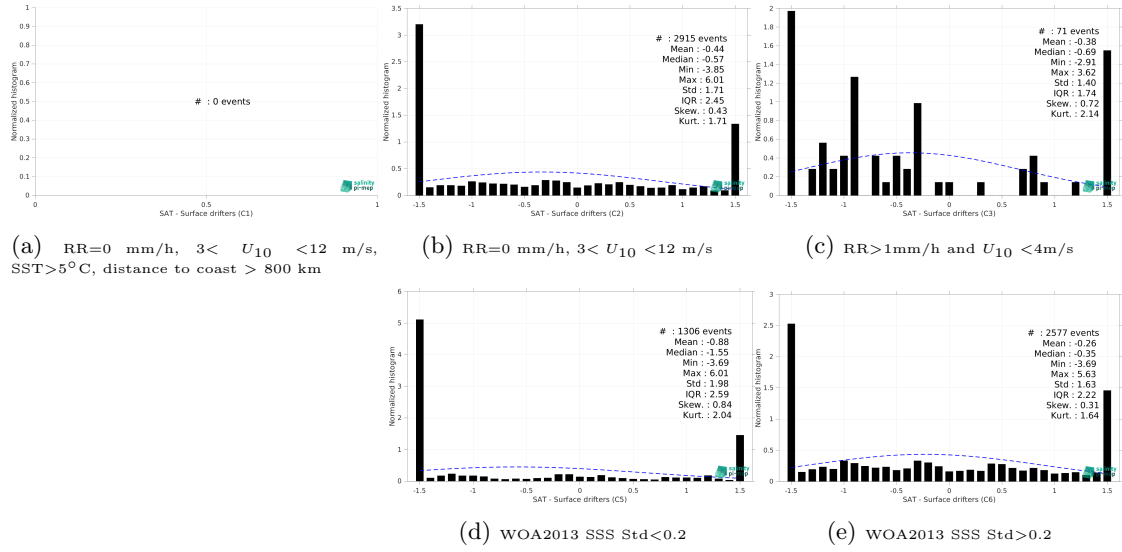 1
0.9
0.8
0.7
0.6
0.5
0.4
0.3
0.2
0.1
0
Normalized histogram
# : 0 events
salinity
pi-mep
0
0.5
1
SAT - Surface drifters (C1)
(a) RR=0 mm/h, 3< U10 <12 m/s,
SST>5°C, distance to coast > 800 km
3.5
3
2.5
2
1.5
1
0.5
0
Normalized histogram
# : 2915 events
Mean : -0.44
Median : -0.57
Min : -3.85
Max : 6.01
Std : 1.71
IQR : 2.45
Skew. : 0.43
Kurt. : 1.71
salinity
pi-mep
-1.5
-1
-0.5
0
0.5
1
1.5
SAT - Surface drifters (C2)
(b) RR=0 mm/h, 3< U10 <12 m/s
2
1.8
1.6
1.4
1.2
1
0.8
0.6
0.4
0.2
0
Normalized histogram
# : 71 events
Mean : -0.38
Median : -0.69
Min : -2.91
Max : 3.62
Std : 1.40
IQR : 1.74
Skew. : 0.72
Kurt. : 2.14
salinity
pi-mep
-1.5
-1
-0.5
0
0.5
1
1.5
SAT - Surface drifters (C3)
(c) RR>1mm/h and U10 <4m/s
6
5
4
3
2
1
0
Normalized histogram
# : 1306 events
Mean : -0.88
Median : -1.55
Min : -3.69
Max : 6.01
Std : 1.98
IQR : 2.59
Skew. : 0.84
Kurt. : 2.04
salinity
pi-mep
-1.5
-1
-0.5
0
0.5
1
1.5
SAT - Surface drifters (C5)
(d) WOA2013 SSS Std<0.2
3
2.5
2
1.5
1
0.5
0
Normalized histogram
# : 2577 events
Mean : -0.26
Median : -0.35
Min : -3.69
Max : 5.63
Std : 1.63
IQR : 2.22
Skew. : 0.31
Kurt. : 1.64
salinity
pi-mep
-1.5
-1
-0.5
0
0.5
1
1.5
SAT - Surface drifters (C6)
(e) WOA2013 SSS Std>0.2